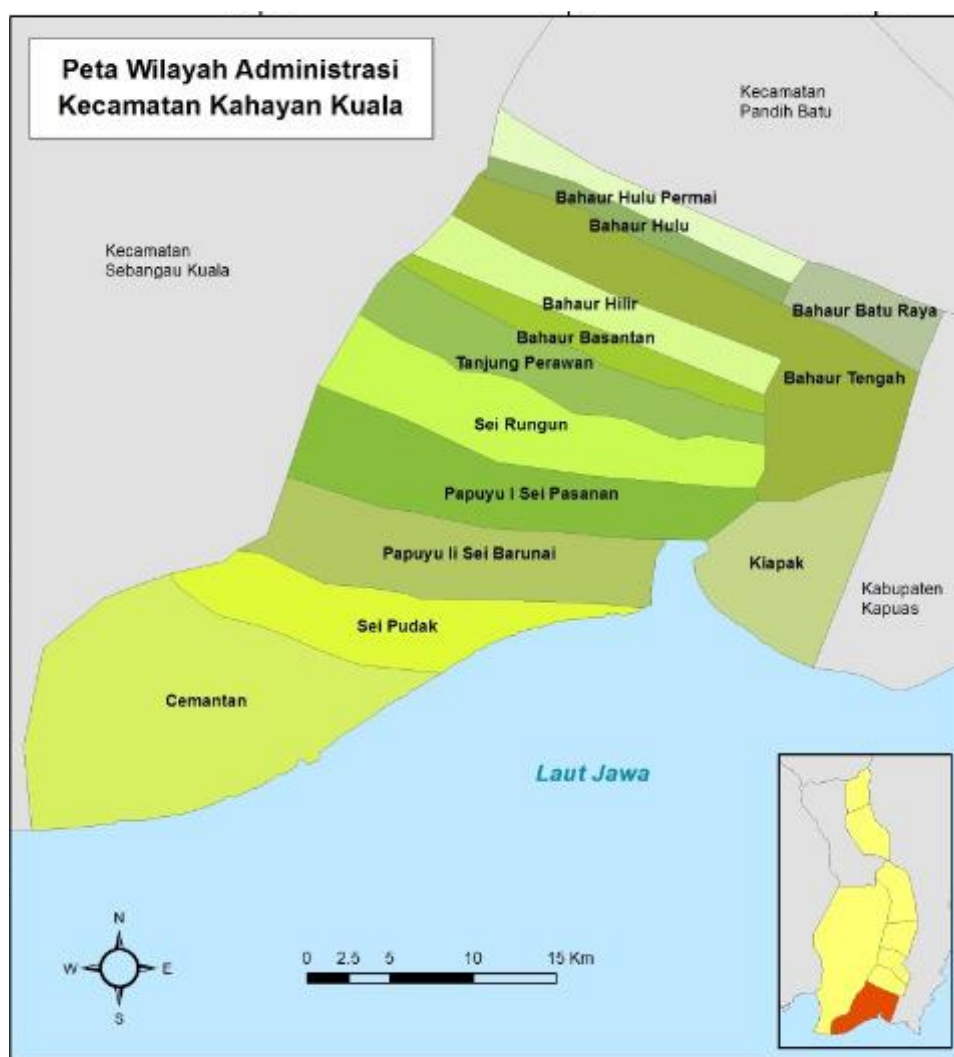 Peta Wilayah Administrasi
Kecamatan Kahayan Kuala
Kecamatan
Pandih Batu
Kecamatan
Sebangau Kuala
Bahaur Hulu Permai
Bahaur Hulu
Bahaur Batu Raya
Bahaur Hilir
Bahaur Basantan
Tanjung Perawan
Bahaur Tengah
Sei Rungun
Papuyu I Sei Pasanan
Papuyu Ii Sei Barunai
Kiapak
Kabupaten
Kapuas
Sei Pudak
Cemantan
Laut Jawa
N
W E
S
0 2.5 5 10 15 Km